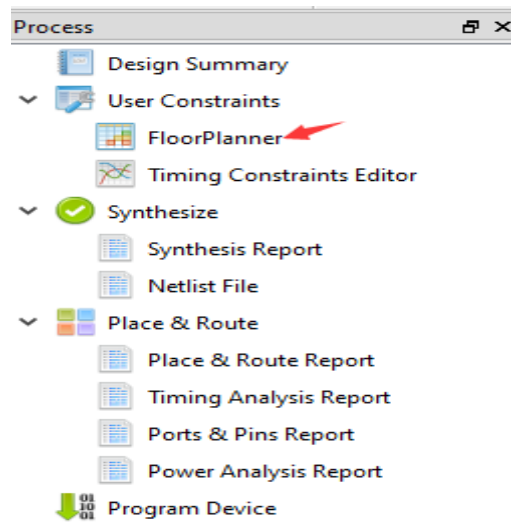 Process
Design Summary
User Constraints
FloorPlanner
Timing Constraints Editor
Synthesize
Synthesis Report
Netlist File
Place & Route
Place & Route Report
Timing Analysis Report
Ports & Pins Report
Power Analysis Report
Program Device